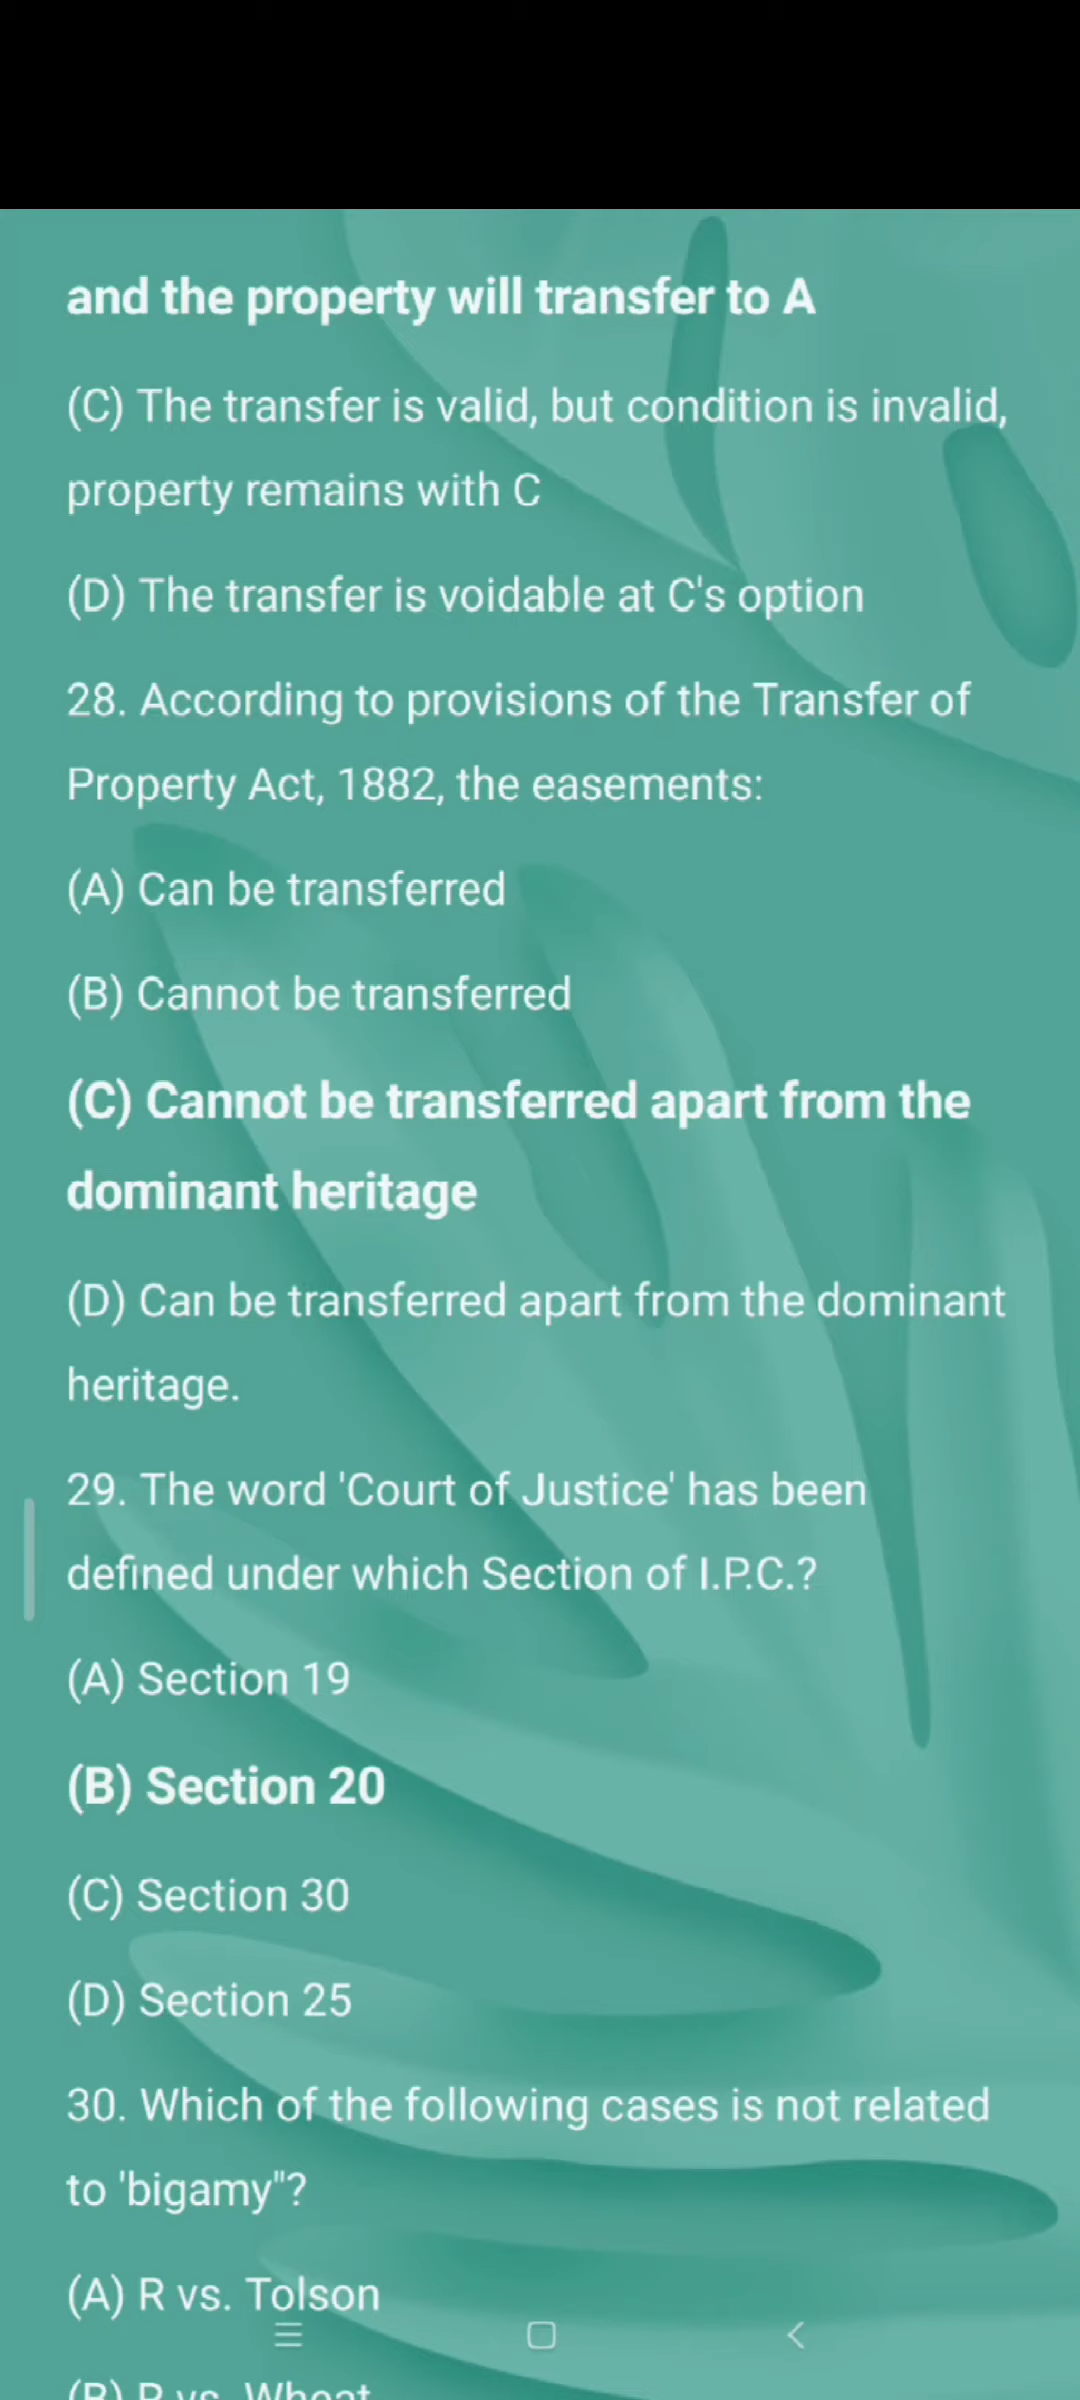 and the property will transfer to A
(C) The transfer is valid, but condition is invalid,
property remains with C
(D) The transfer is voidable at C's option
28. According to provisions of the Transfer of
Property Act, 1882, the easements:
(A) Can be transferred
(B) Cannot be transferred
(C) Cannot be transferred apart from the
dominant heritage
(D) Can be transferred apart from the dominant
heritage.
29. The word 'Court of Justice' has been
defined under which Section of I.P.C.?
(A) Section 19
(B) Section 20
(C) Section 30
(D) Section 25
30. Which of the following cases is not related
to 'bigamy"?
(A) R vs. Tolson
(B) R vs. Wheat